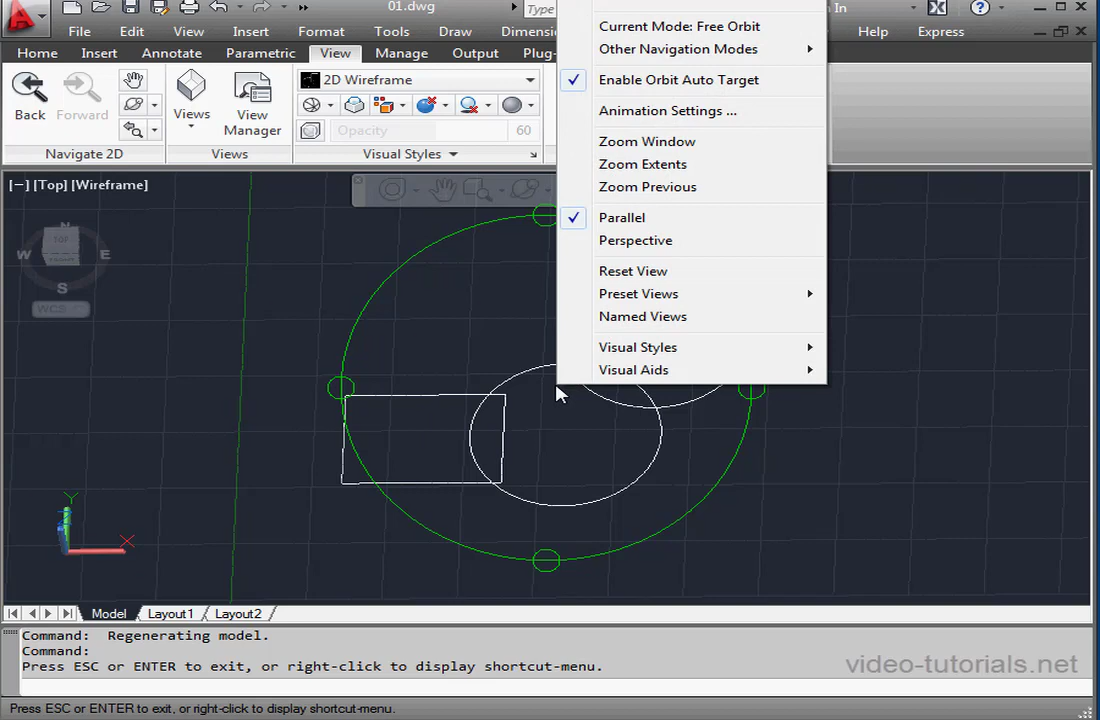 01.dwg
Type
In
File Edit View Insert Format Tools Draw Help Express
Home Insert Annotate Parametric View Manage Output Plug-
Back
Forward
Views
View
Manager
2D Wireframe
Opacity 60
Navigate 2D
Views
Visual Styles
Current Mode: Free Orbit
Other Navigation Modes
Enable Orbit Auto Target
Animation Settings ...
Zoom Window
Zoom Extents
Zoom Previous
Parallel
Perspective
Reset View
Preset Views
Named Views
Visual Styles
Visual Aids
[−] [Top] [Wireframe]
N
W TOP E
S
WCS
Y
X
Model Layout1 Layout2
Command: Regenerating model.
Command:
Press ESC or ENTER to exit, or right-click to display shortcut-menu.
video-tutorials.net
Press ESC or ENTER to exit, or right-click to display shortcut-menu.